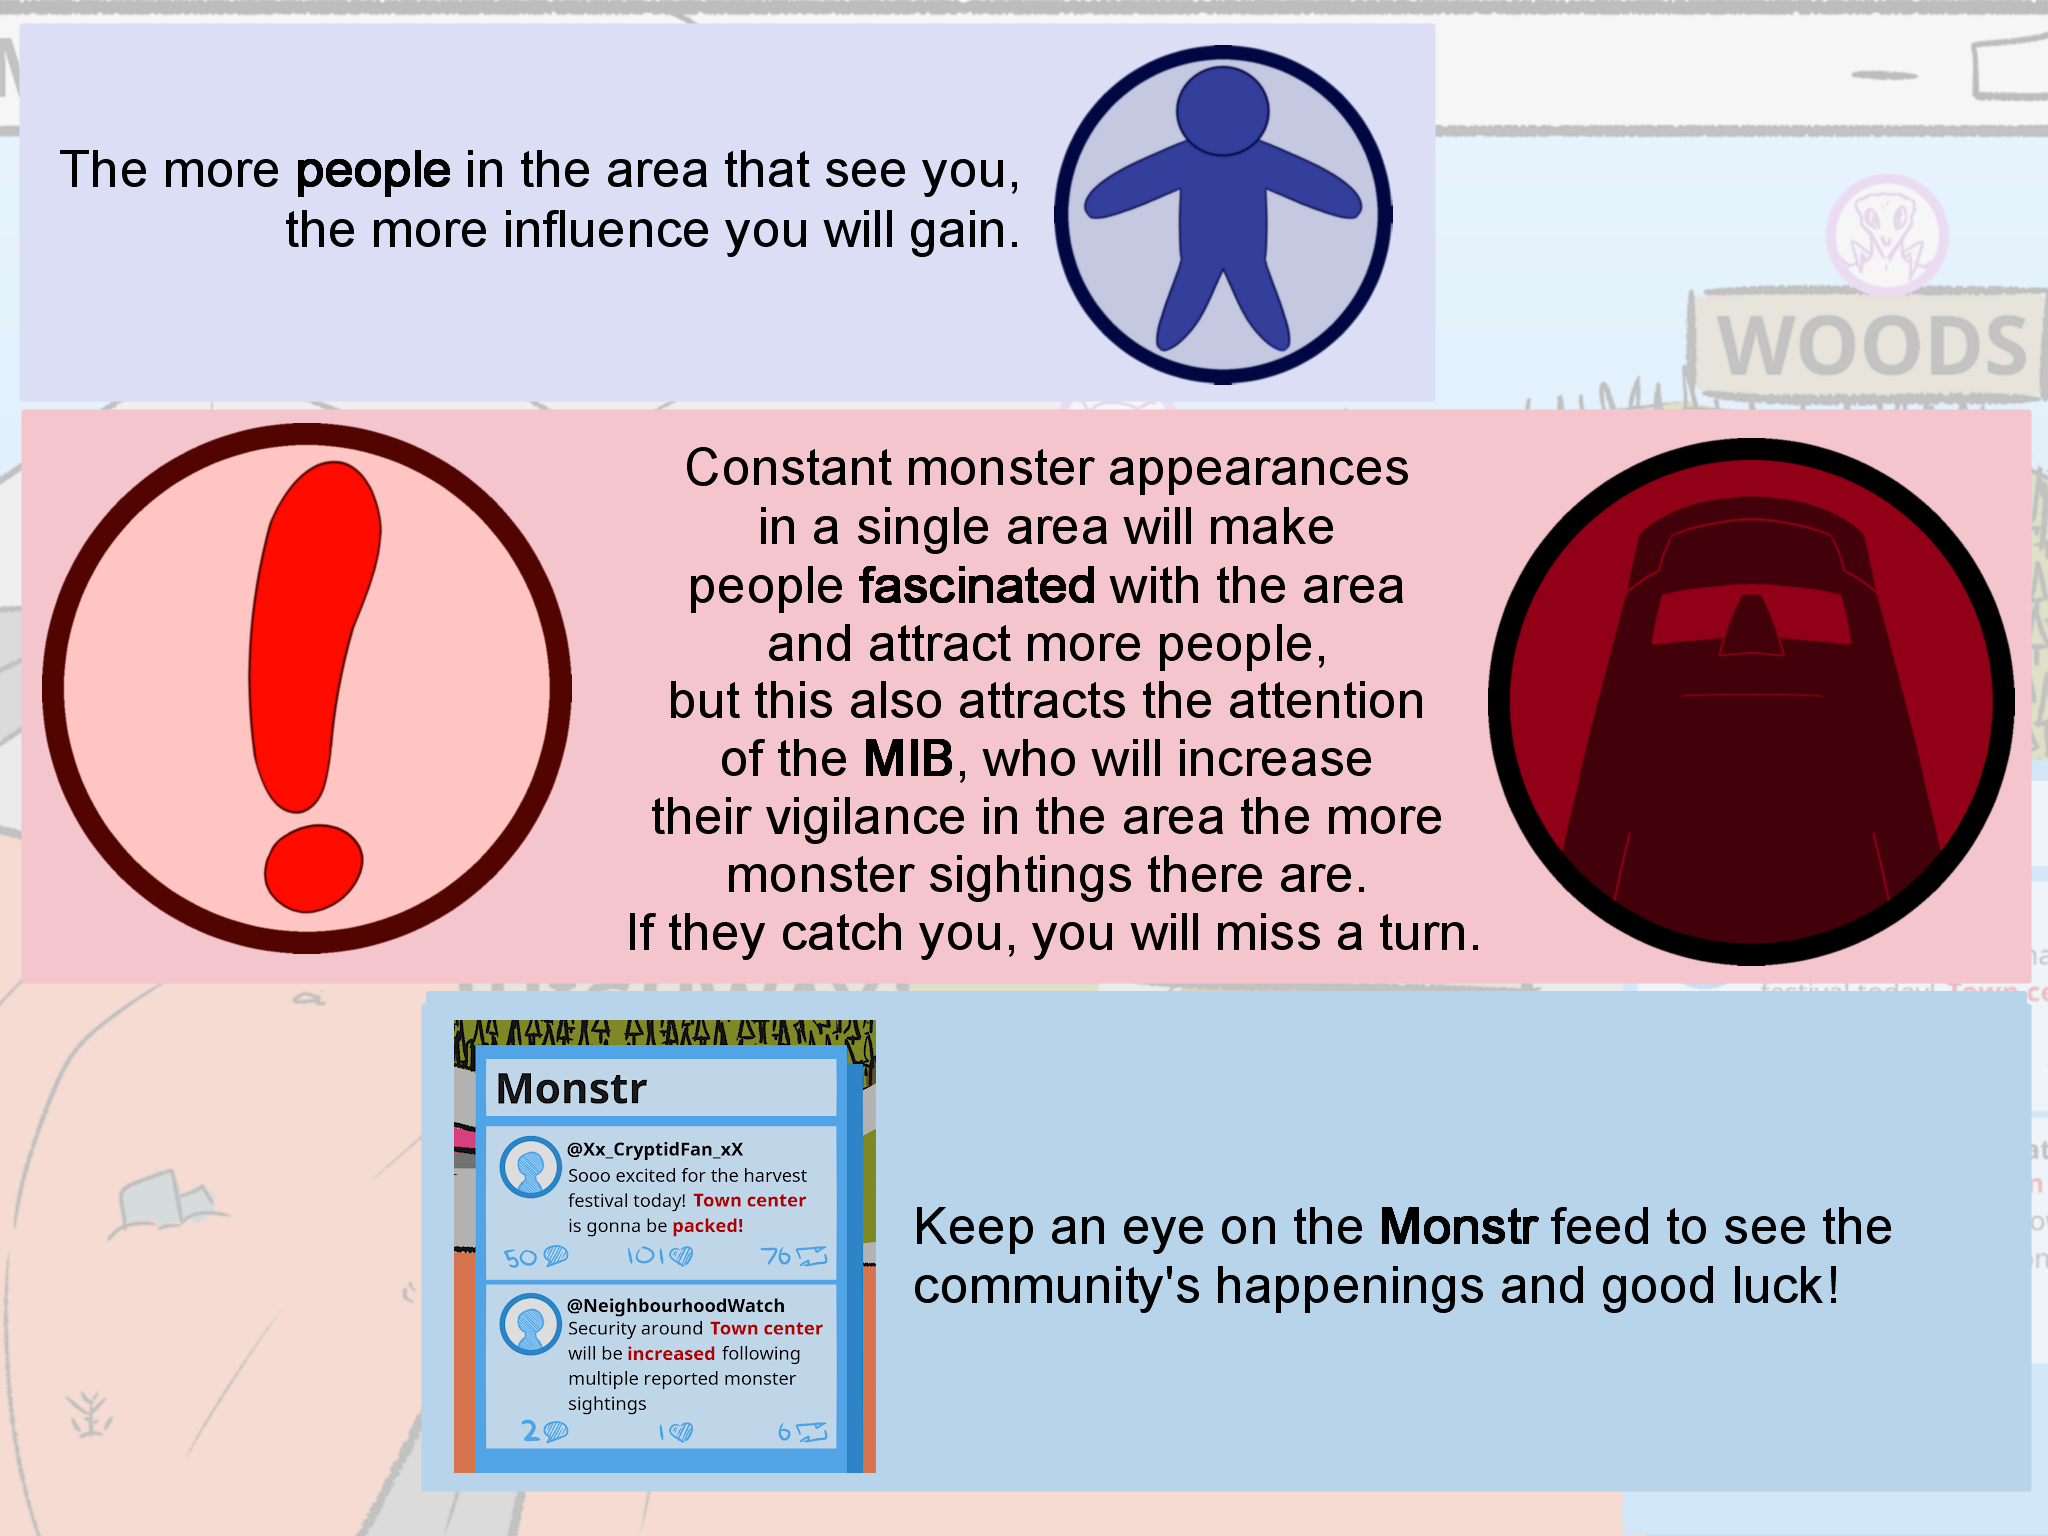 The more people in the area that see you,
the more influence you will gain.
WOODS
Constant monster appearances
in a single area will make
people fascinated with the area
and attract more people,
but this also attracts the attention
of the MIB, who will increase
their vigilance in the area the more
monster sightings there are.
If they catch you, you will miss a turn.
Monstr
@Xx_CryptidFan_xX
Sooo excited for the harvest
festival today! Town center
is gonna be packed!
50 101 76
@NeighbourhoodWatch
Security around Town center
will be increased following
multiple reported monster
sightings
2 1 6
Keep an eye on the Monstr feed to see the
community's happenings and good luck!